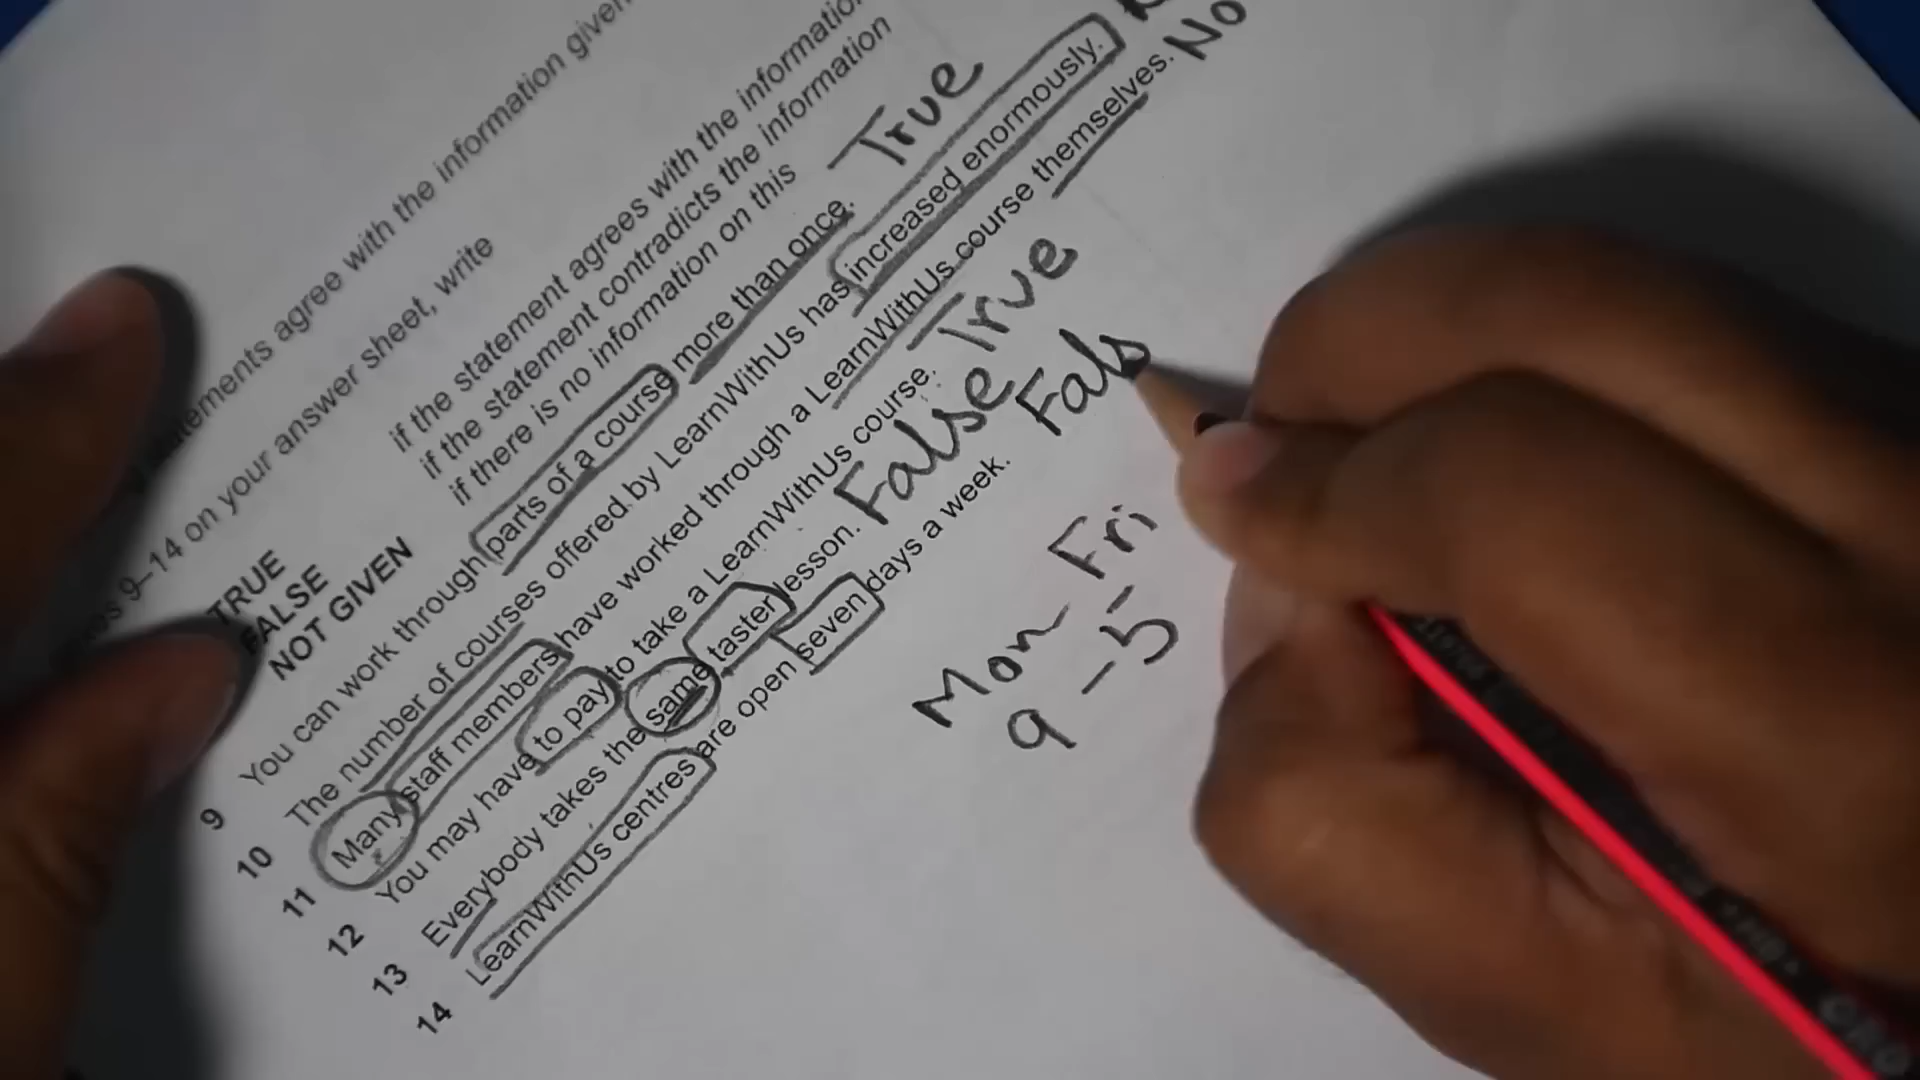 statements agree with the information given
9–14 on your answer sheet, write
TRUE if the statement agrees with the information
FALSE if the statement contradicts the information
NOT GIVEN if there is no information on this
9 You can work through parts of a course more than once. True
10 The number of courses offered by LearnWithUs has increased enormously.
11 Many staff members have worked through a LearnWithUs course themselves. No
12 You may have to pay to take a LearnWithUs course. True
13 Everybody takes the same taster lesson. False
14 LearnWithUs centres are open seven days a week. Fals
Mon – Fri
9 – 5